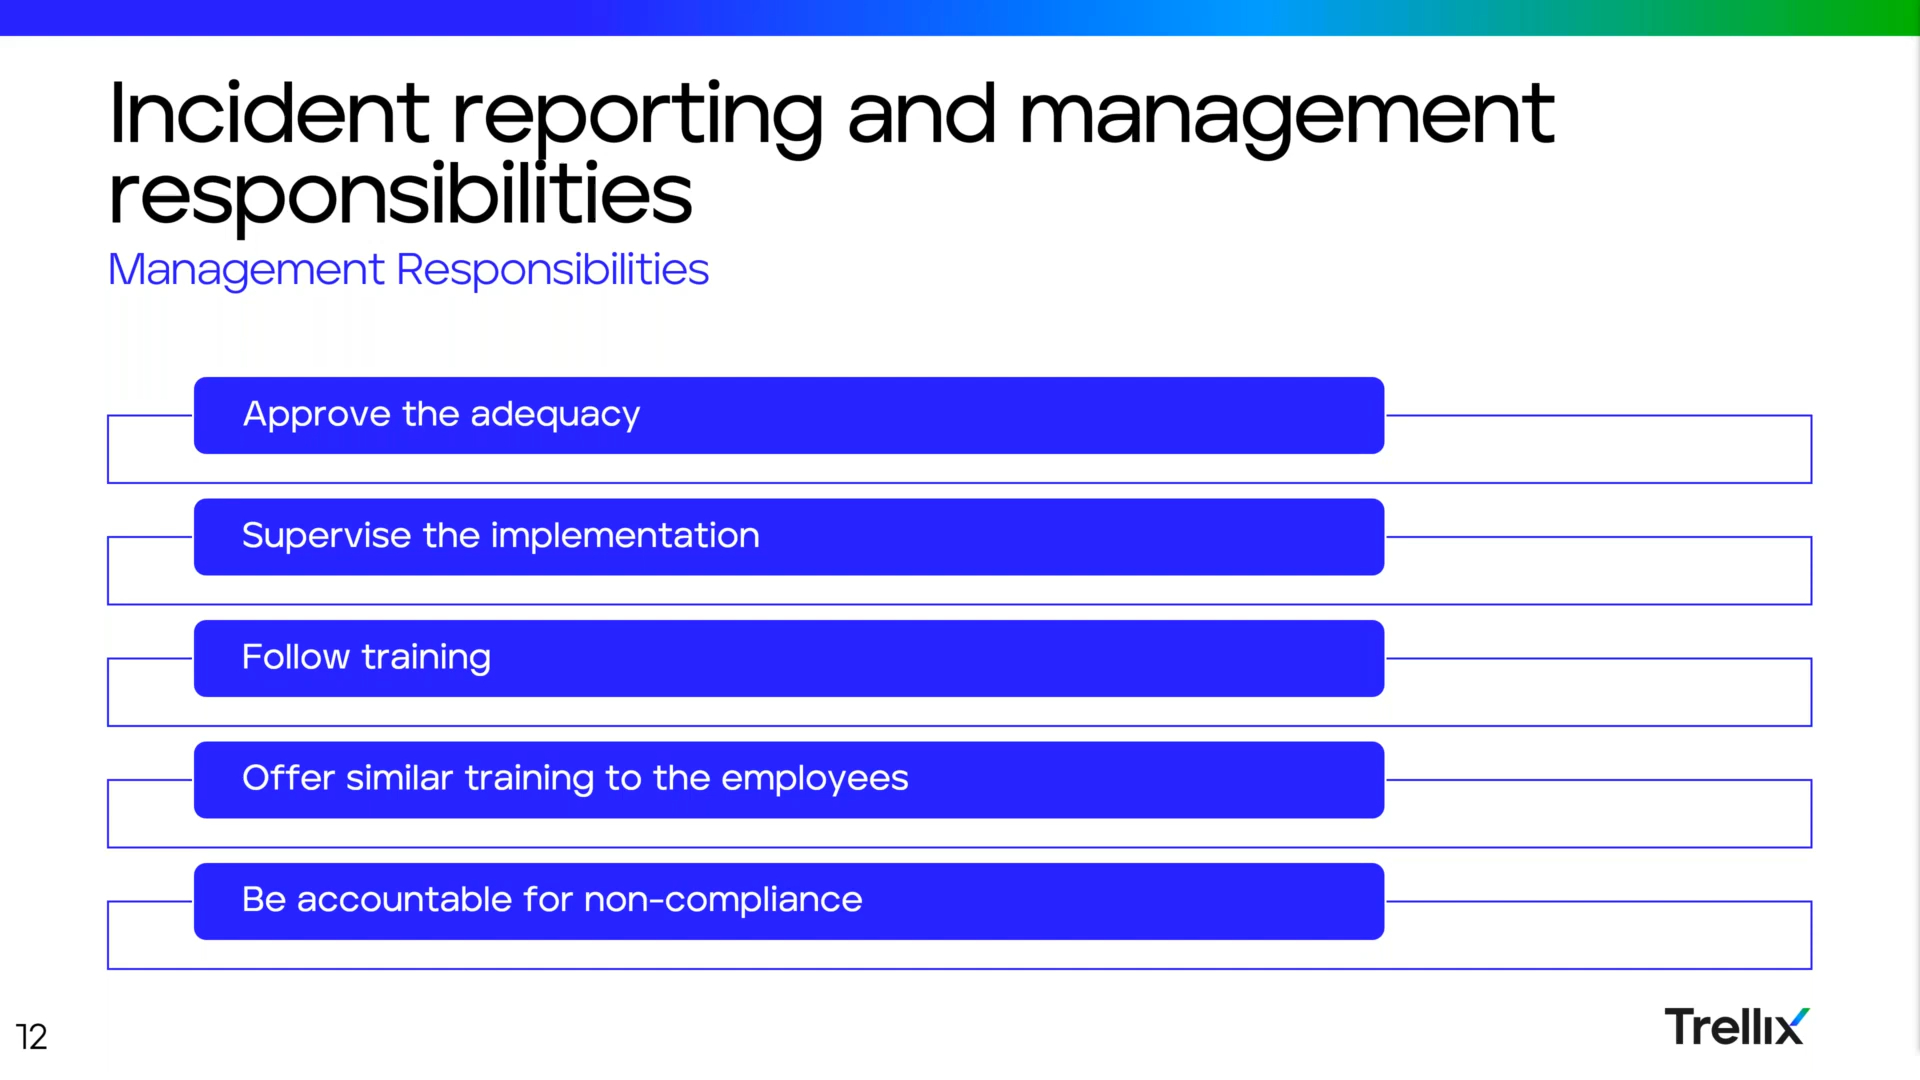 Incident reporting and management
responsibilities
Management Responsibilities
Approve the adequacy
Supervise the implementation
Follow training
Offer similar training to the employees
Be accountable for non-compliance
12
Trellix